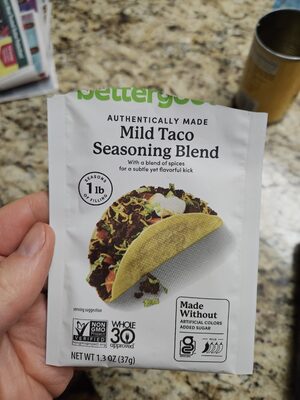 AUTHENTICALLY MADE
Mild Taco
Seasoning Blend
With a blend of spices
for a subtle yet flavorful kick
SEASONS
1 lb
OF FILLING
serving suggestion
Made
Without
ARTIFICIAL COLORS
ADDED SUGAR
NON
GMO
VERIFIED
WHOLE
30
approved
NET WT 1.3 OZ (37g)